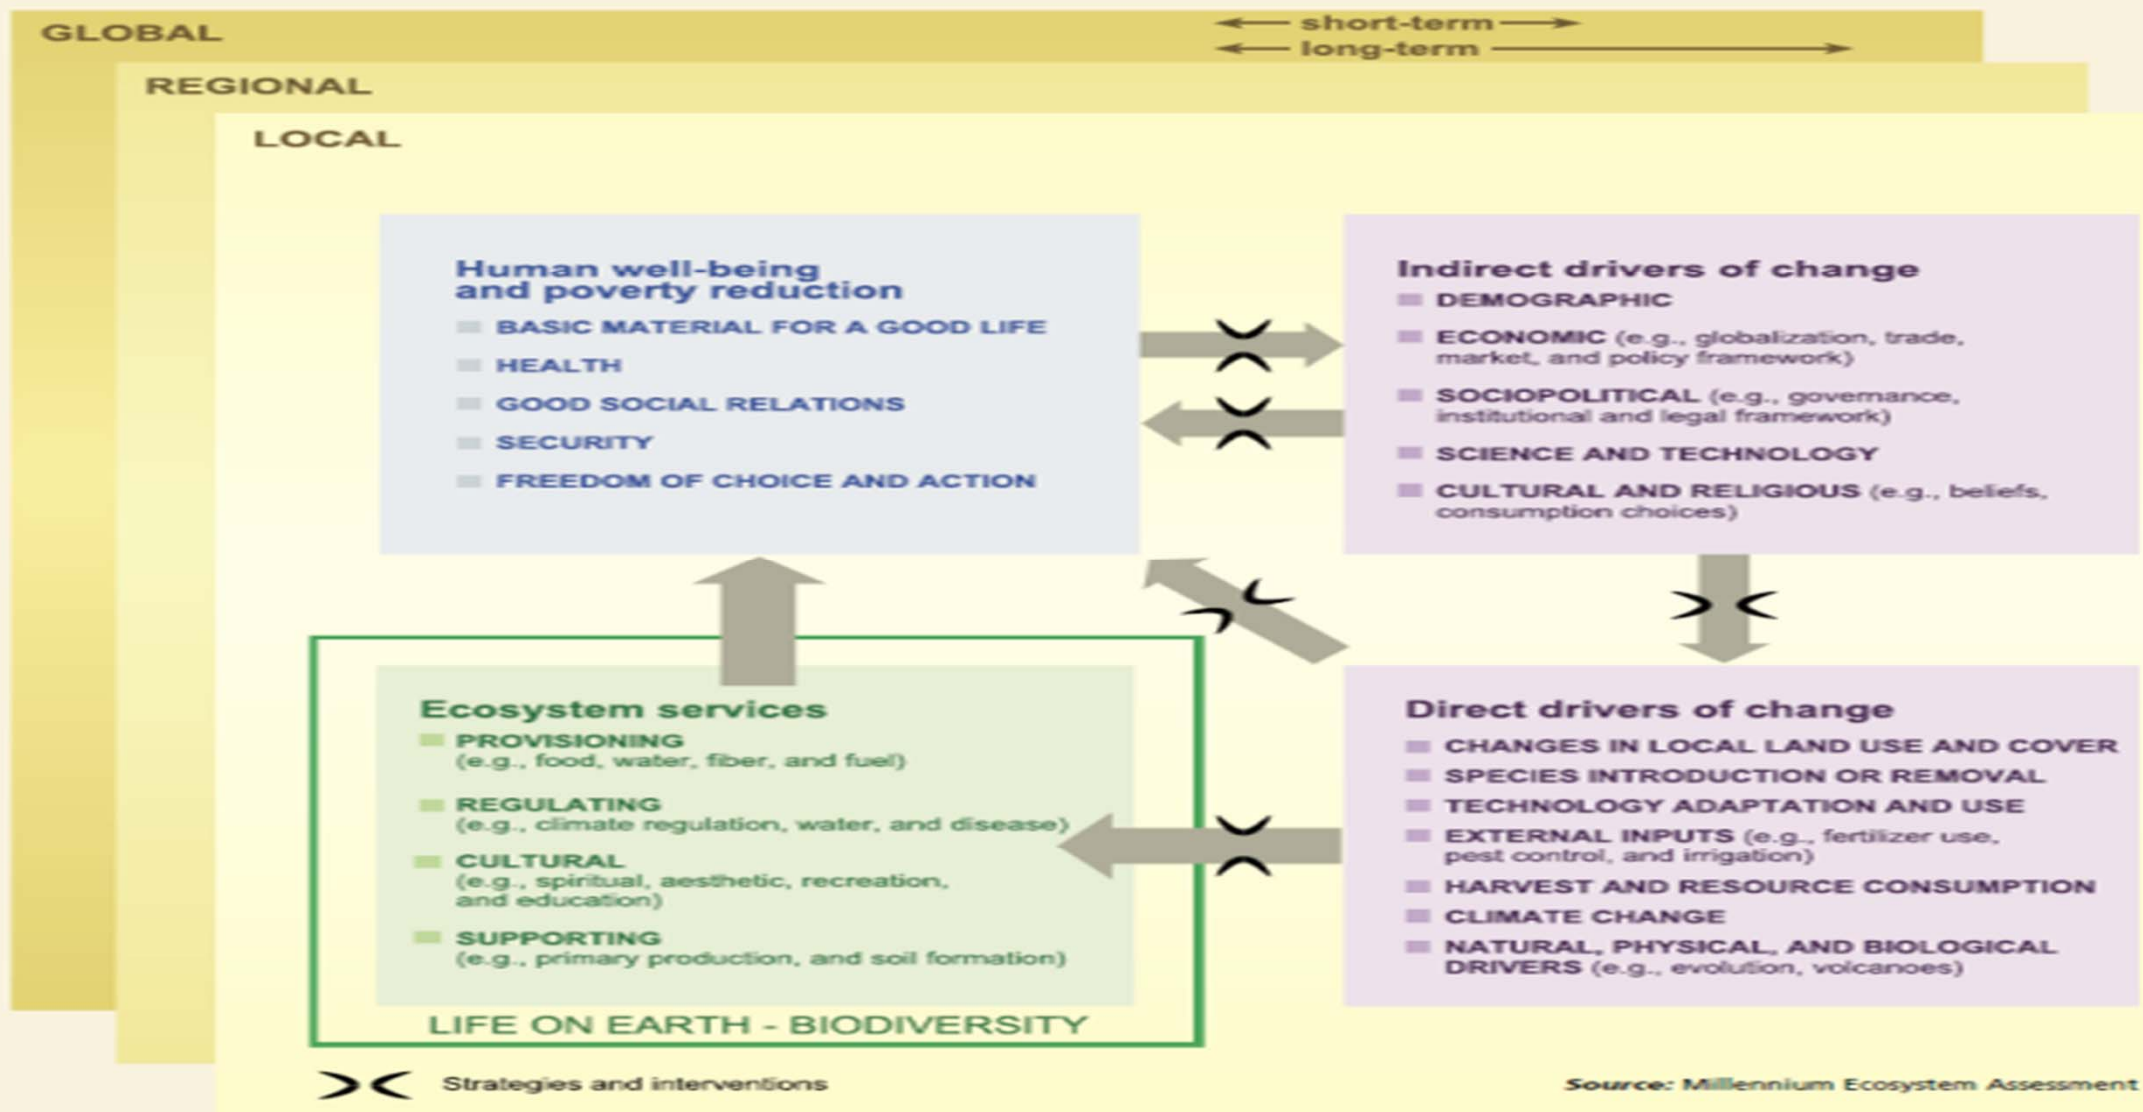 GLOBAL
short-term
long-term
REGIONAL
LOCAL
Human well-being
and poverty reduction
BASIC MATERIAL FOR A GOOD LIFE
HEALTH
GOOD SOCIAL RELATIONS
SECURITY
FREEDOM OF CHOICE AND ACTION
Indirect drivers of change
DEMOGRAPHIC
ECONOMIC (e.g., globalization, trade,
market, and policy framework)
SOCIOPOLITICAL (e.g., governance,
institutional and legal framework)
SCIENCE AND TECHNOLOGY
CULTURAL AND RELIGIOUS (e.g., beliefs,
consumption choices)
Ecosystem services
PROVISIONING
(e.g., food, water, fiber, and fuel)
REGULATING
(e.g., climate regulation, water, and disease)
CULTURAL
(e.g., spiritual, aesthetic, recreation,
and education)
SUPPORTING
(e.g., primary production, and soil formation)
LIFE ON EARTH - BIODIVERSITY
Direct drivers of change
CHANGES IN LOCAL LAND USE AND COVER
SPECIES INTRODUCTION OR REMOVAL
TECHNOLOGY ADAPTATION AND USE
EXTERNAL INPUTS (e.g., fertilizer use,
pest control, and irrigation)
HARVEST AND RESOURCE CONSUMPTION
CLIMATE CHANGE
NATURAL, PHYSICAL, AND BIOLOGICAL
DRIVERS (e.g., evolution, volcanoes)
Strategies and interventions
Source: Millennium Ecosystem Assessment